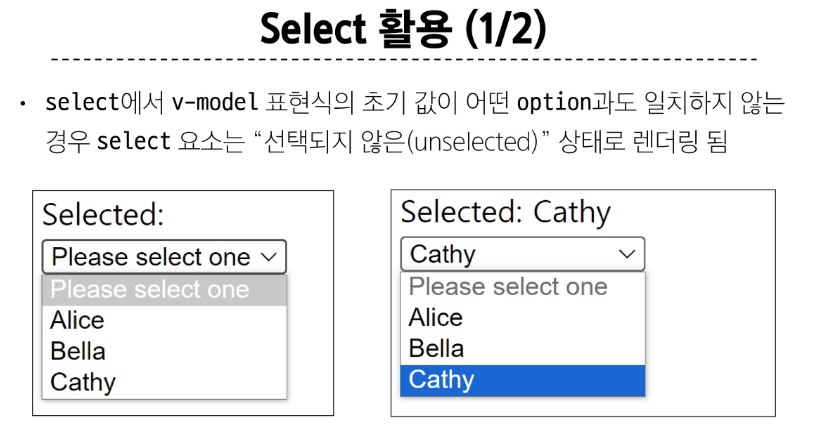 Select 활용 (1/2)
• select에서 v-model 표현식의 초기 값이 어떤 option과도 일치하지 않는
경우 select 요소는 “선택되지 않은(unselected)” 상태로 렌더링 됨
Selected:
Please select one
Please select one
Alice
Bella
Cathy
Selected: Cathy
Cathy
Please select one
Alice
Bella
Cathy